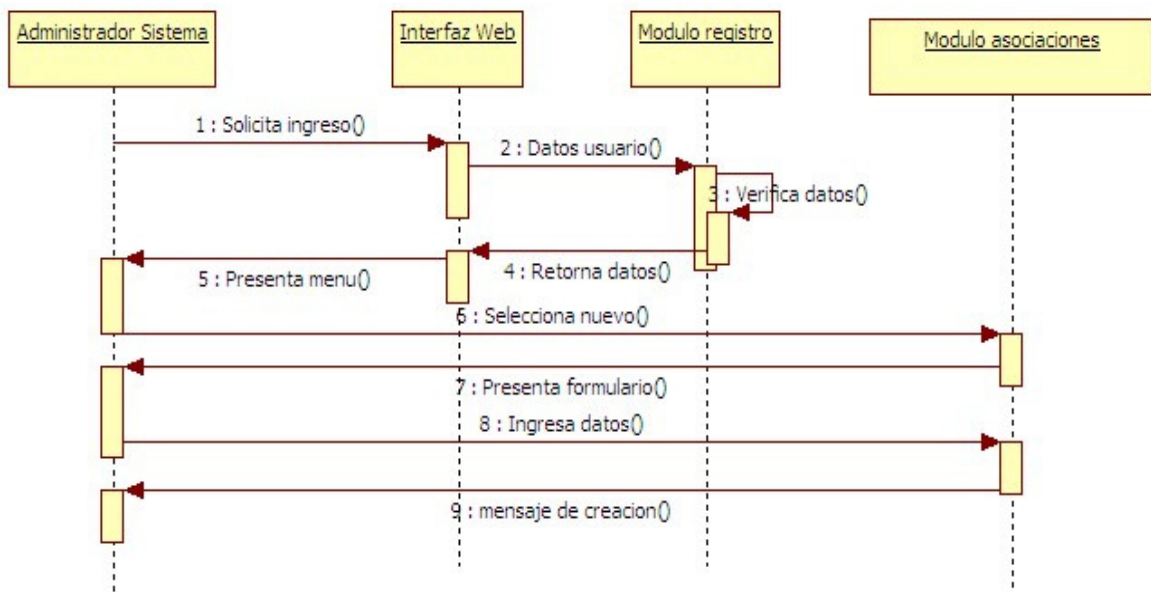 Administrador Sistema
Interfaz Web
Modulo registro
Modulo asociaciones
1 : Solicita ingreso()
2 : Datos usuario()
3 : Verifica datos()
4 : Retorna datos()
5 : Presenta menu()
6 : Selecciona nuevo()
7 : Presenta formulario()
8 : Ingresa datos()
9 : mensaje de creacion()